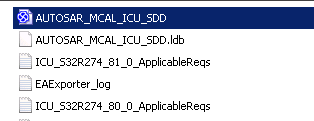 AUTOSAR_MCAL_ICU_SDD
AUTOSAR_MCAL_ICU_SDD.ldb
ICU_S32R274_81_0_ApplicableReqs
EAExporter_log
ICU_S32R274_80_0_ApplicableReqs